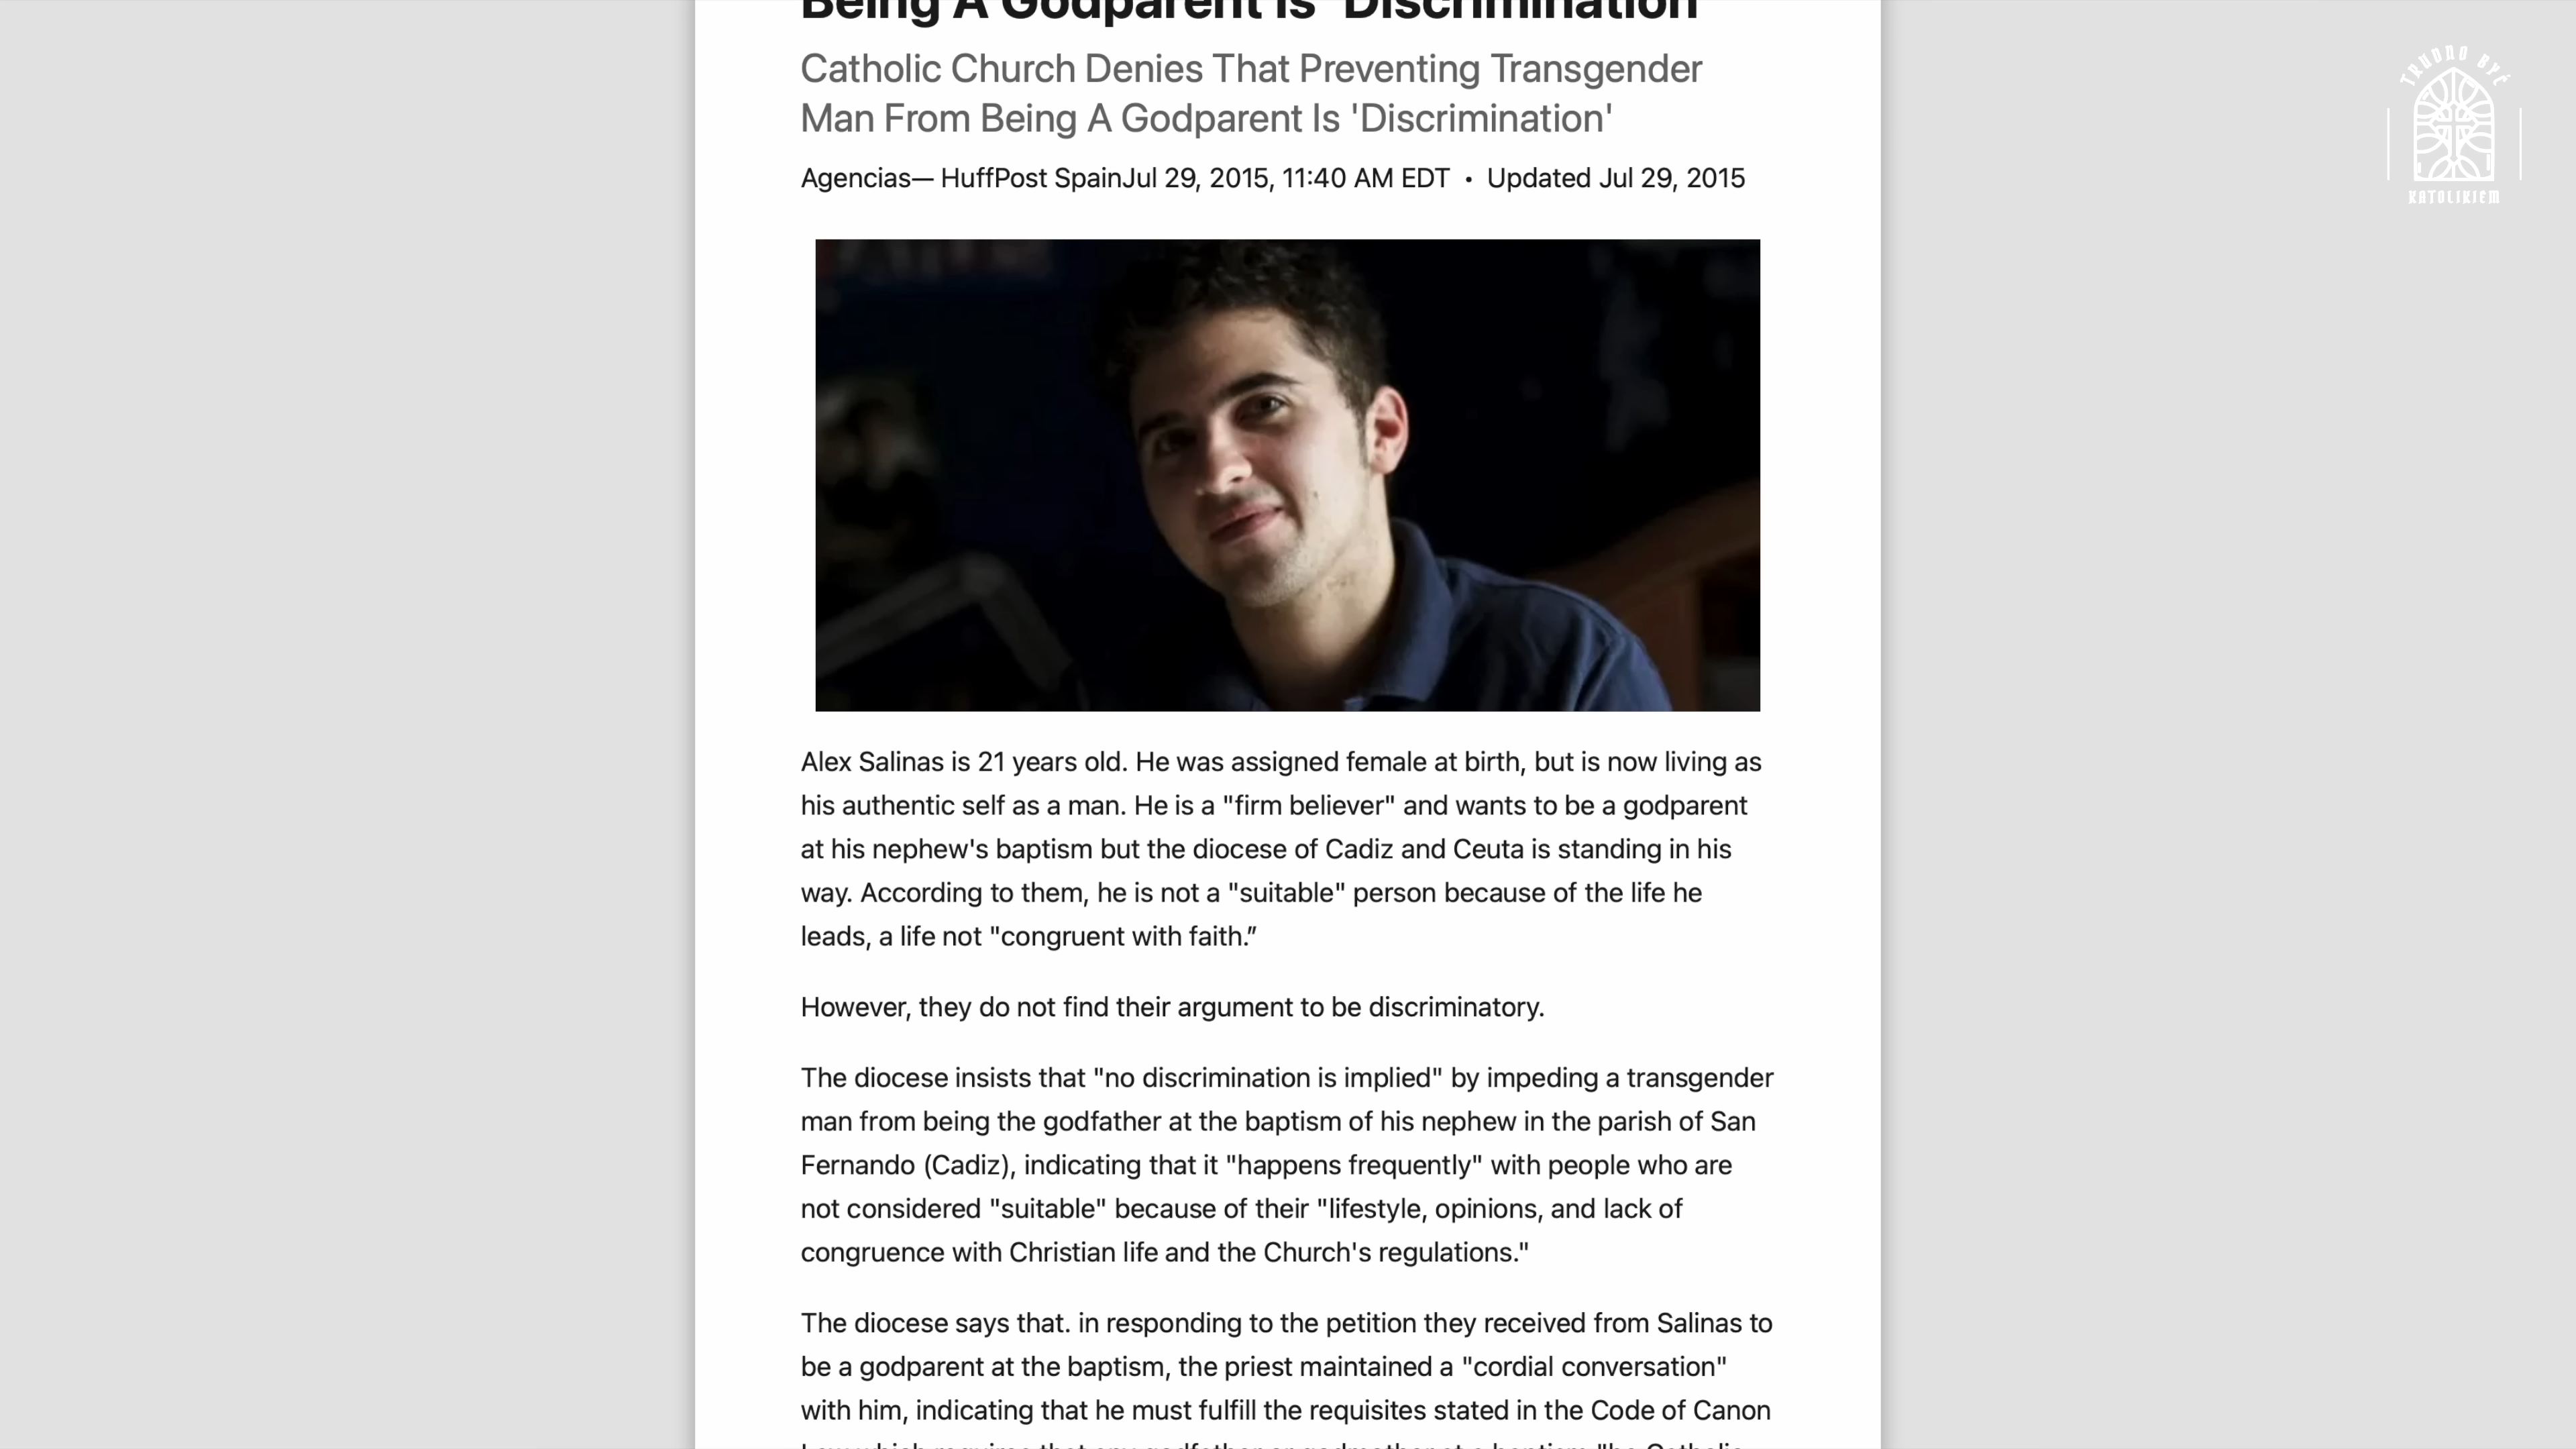 Being A Godparent Is 'Discrimination'
Catholic Church Denies That Preventing Transgender
Man From Being A Godparent Is 'Discrimination'
Agencias— HuffPost SpainJul 29, 2015, 11:40 AM EDT • Updated Jul 29, 2015
TRUDNO BYĆ
KATOLIKIEM
Alex Salinas is 21 years old. He was assigned female at birth, but is now living as
his authentic self as a man. He is a "firm believer" and wants to be a godparent
at his nephew's baptism but the diocese of Cadiz and Ceuta is standing in his
way. According to them, he is not a "suitable" person because of the life he
leads, a life not "congruent with faith.”
However, they do not find their argument to be discriminatory.
The diocese insists that "no discrimination is implied" by impeding a transgender
man from being the godfather at the baptism of his nephew in the parish of San
Fernando (Cadiz), indicating that it "happens frequently" with people who are
not considered "suitable" because of their "lifestyle, opinions, and lack of
congruence with Christian life and the Church's regulations."
The diocese says that. in responding to the petition they received from Salinas to
be a godparent at the baptism, the priest maintained a "cordial conversation"
with him, indicating that he must fulfill the requisites stated in the Code of Canon